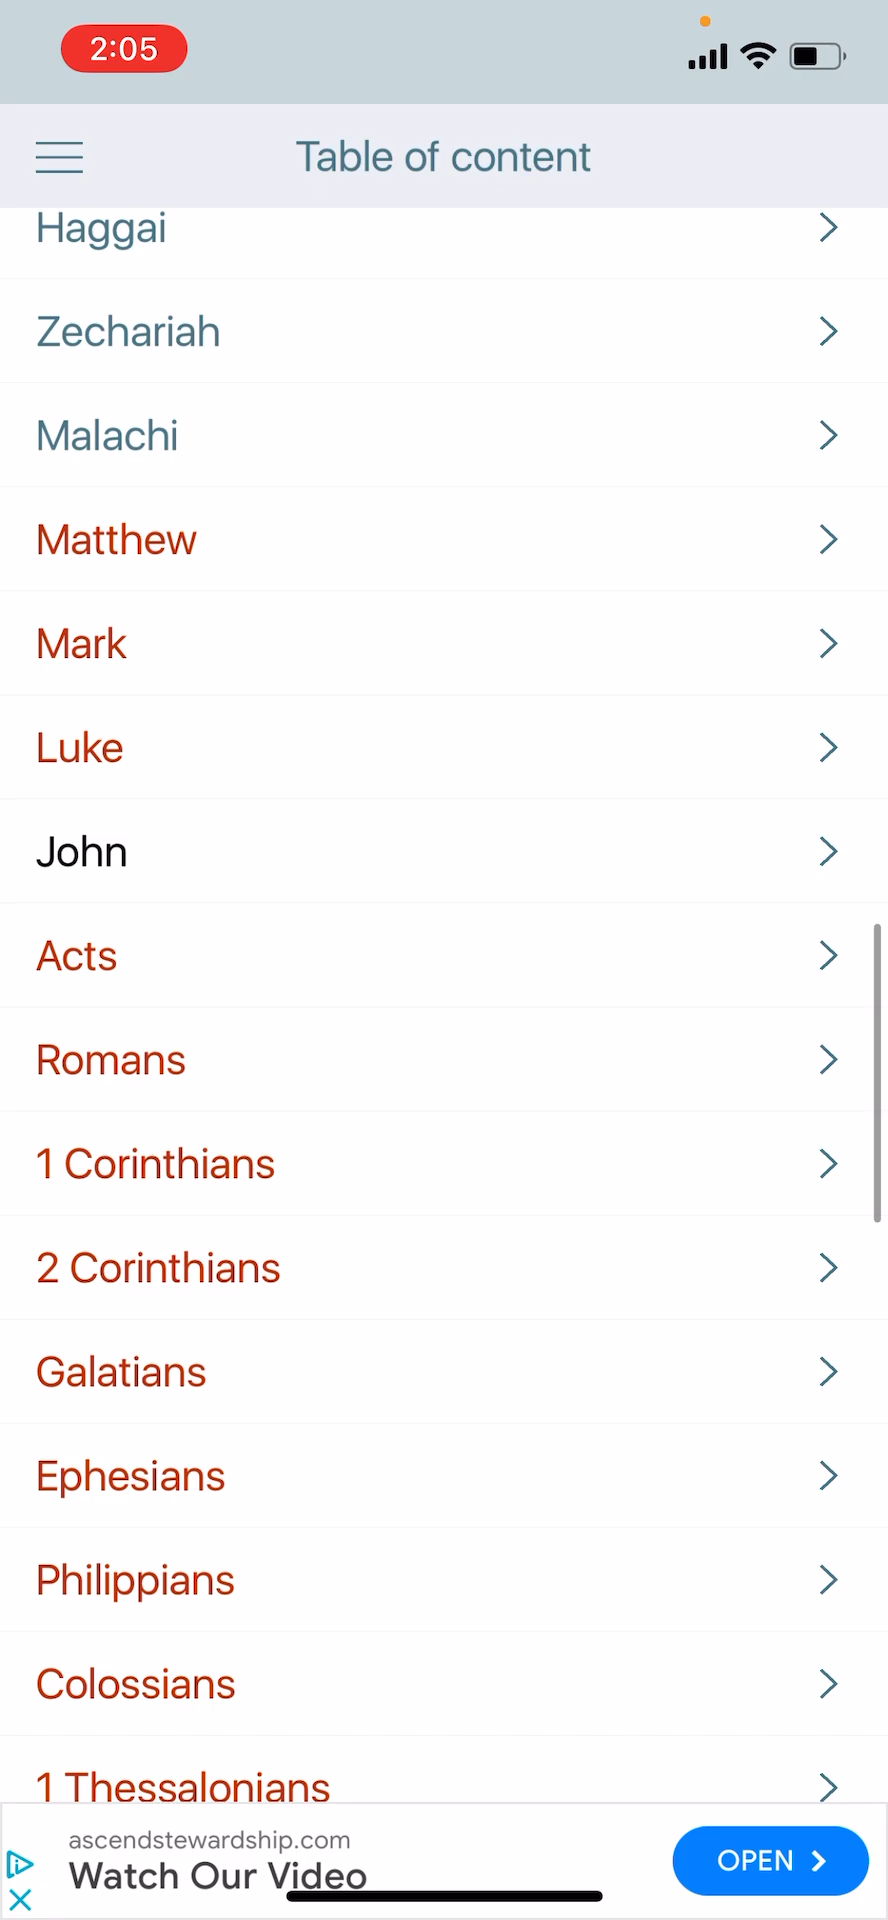 2:05
Table of content
Haggai
Zechariah
Malachi
Matthew
Mark
Luke
John
Acts
Romans
1 Corinthians
2 Corinthians
Galatians
Ephesians
Philippians
Colossians
1 Thessalonians
ascendstewardship.com
Watch Our Video
OPEN